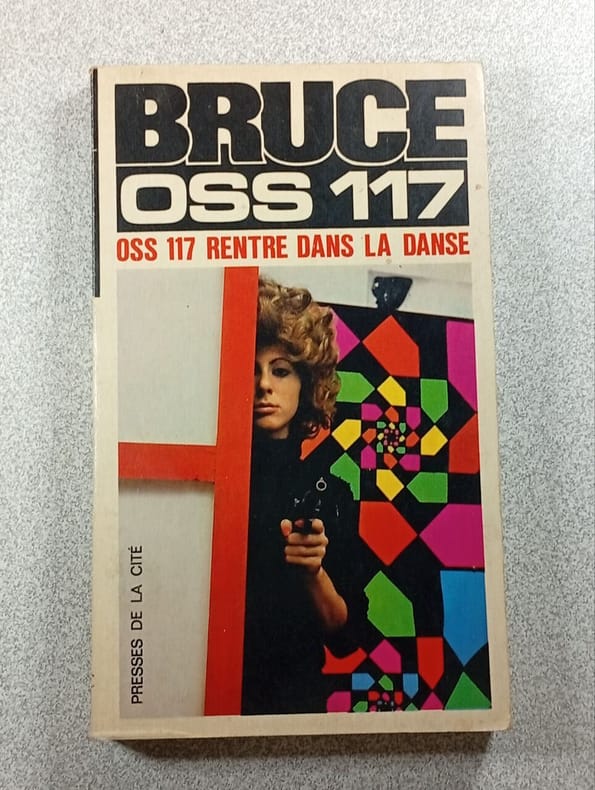 BRUCE
OSS 117
OSS 117 RENTRE DANS LA DANSE
PRESSES DE LA CITÉ